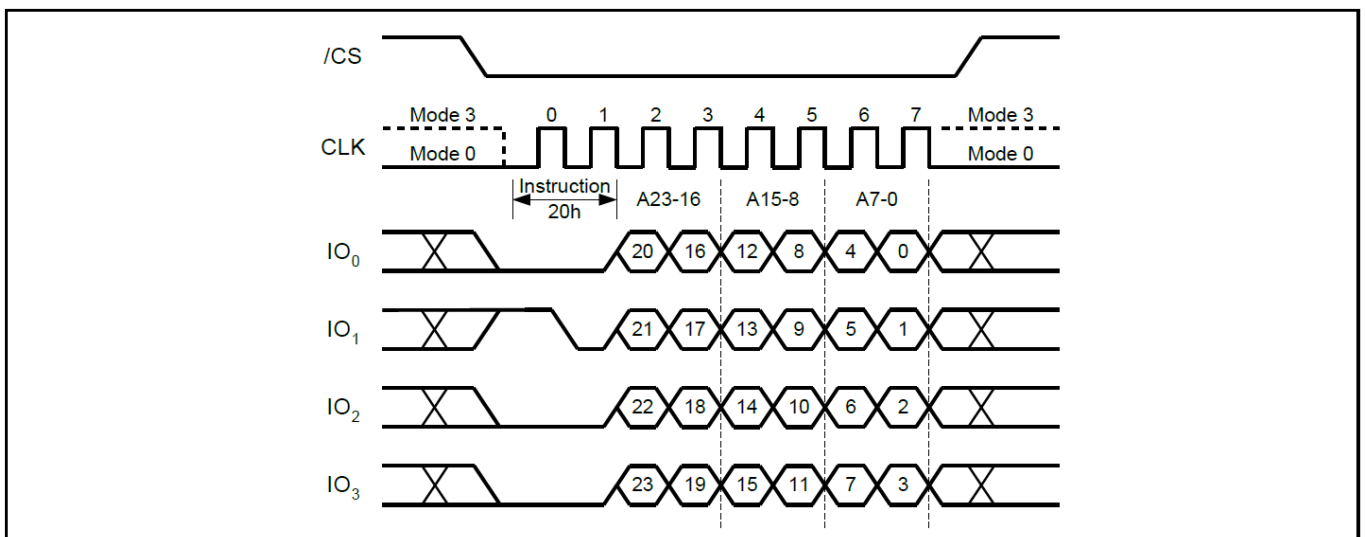 /CS
Mode 3 0 1 2 3 4 5 6 7 Mode 3
CLK
Mode 0 Mode 0
Instruction
20h
A23-16 A15-8 A7-0
IO0 20 16 12 8 4 0
IO1 21 17 13 9 5 1
IO2 22 18 14 10 6 2
IO3 23 19 15 11 7 3